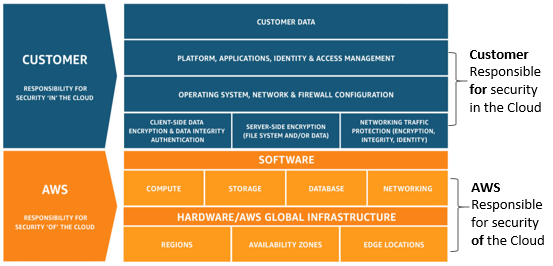 CUSTOMER
RESPONSIBILITY FOR
SECURITY 'IN' THE CLOUD
CUSTOMER DATA
PLATFORM, APPLICATIONS, IDENTITY & ACCESS MANAGEMENT
OPERATING SYSTEM, NETWORK & FIREWALL CONFIGURATION
CLIENT-SIDE DATA
ENCRYPTION & DATA INTEGRITY
AUTHENTICATION
SERVER-SIDE ENCRYPTION
(FILE SYSTEM AND/OR DATA)
NETWORKING TRAFFIC
PROTECTION (ENCRYPTION,
INTEGRITY, IDENTITY)
Customer
Responsible
for security
in the Cloud
AWS
RESPONSIBILITY FOR
SECURITY 'OF' THE CLOUD
SOFTWARE
COMPUTE
STORAGE
DATABASE
NETWORKING
HARDWARE/AWS GLOBAL INFRASTRUCTURE
REGIONS
AVAILABILITY ZONES
EDGE LOCATIONS
AWS
Responsible
for security
of the Cloud